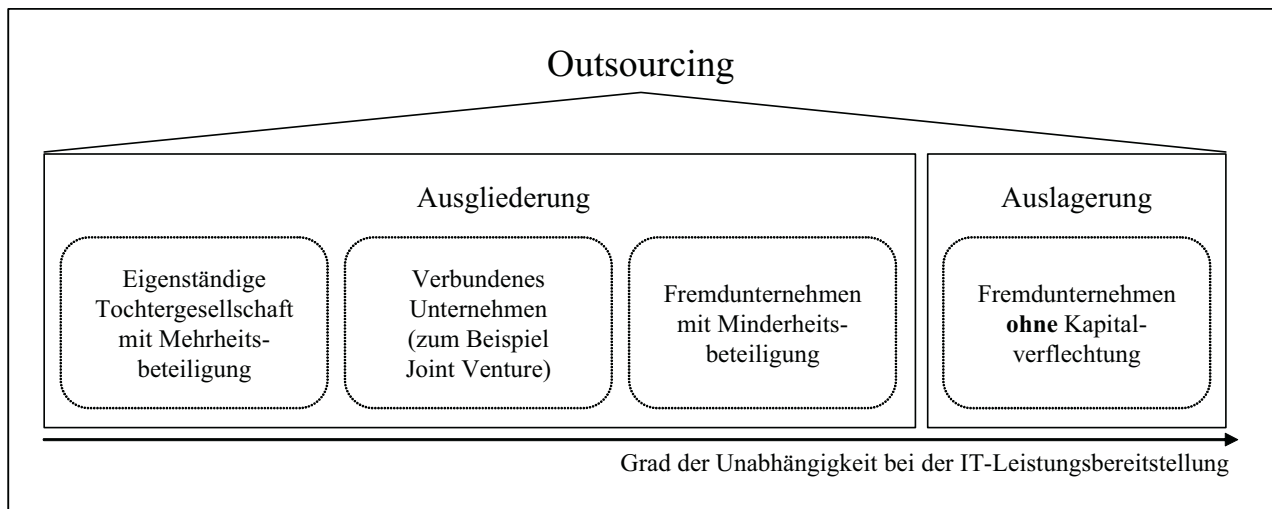 Outsourcing
Ausgliederung
Eigenständige
Tochtergesellschaft
mit Mehrheits-
beteiligung
Verbundenes
Unternehmen
(zum Beispiel
Joint Venture)
Fremdunternehmen
mit Minderheits-
beteiligung
Auslagerung
Fremdunternehmen
ohne Kapital-
verflechtung
Grad der Unabhängigkeit bei der IT-Leistungsbereitstellung